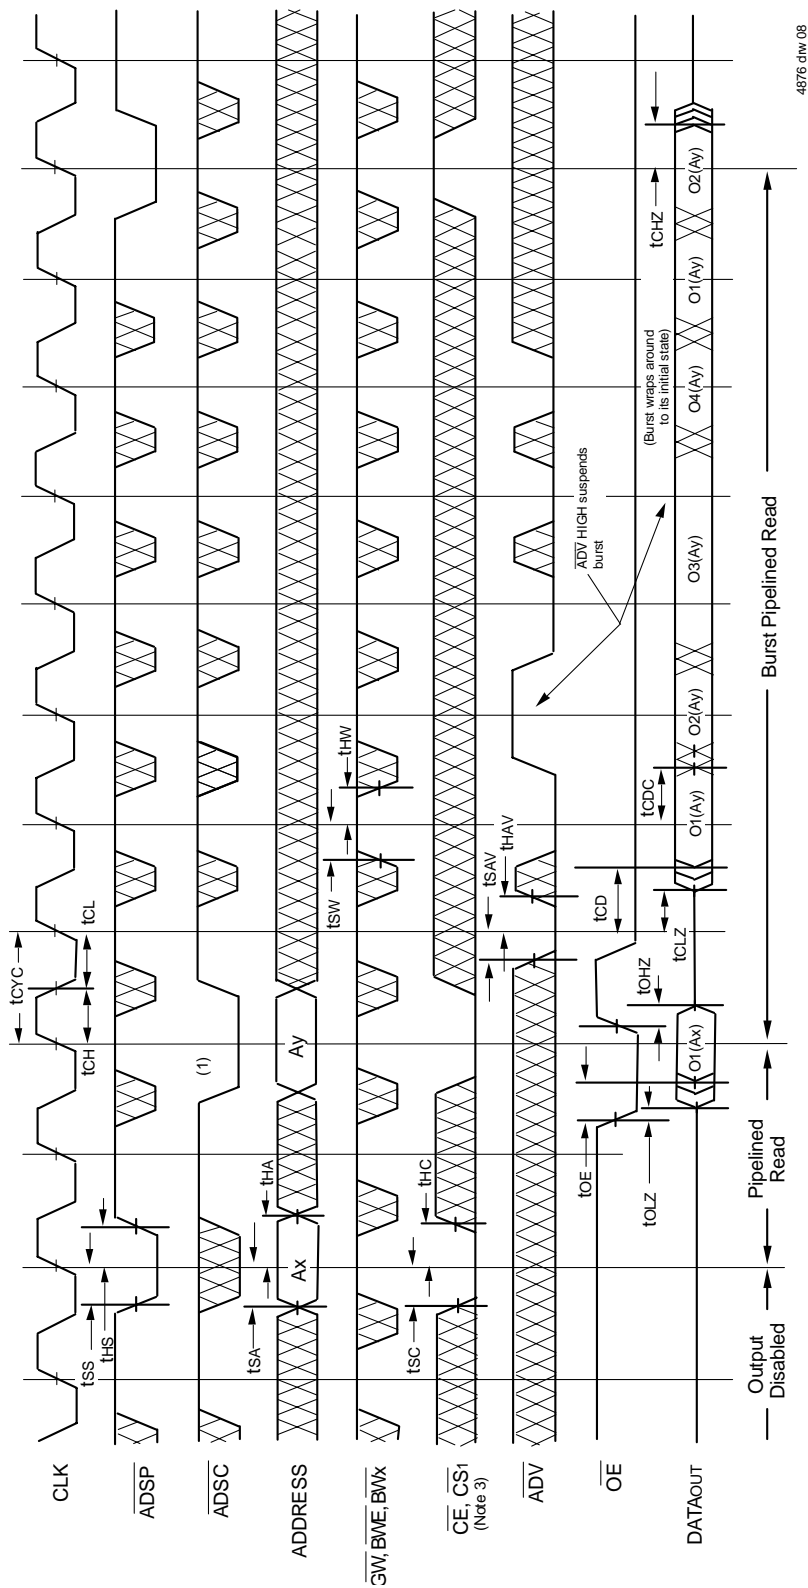 CLK
tCYC
tCH
tCL
tSS
tHS
ADSP
ADSC
(1)
ADDRESS
tSA
tHA
Ax
Ay
GW, BWE, BWx
tSW
tHW
CE, CS1
(Note 3)
tSC
tHC
ADV
tSAV
tHAV
ADV HIGH suspends
burst
OE
tOE
tOHZ
tOLZ
tCD
tCLZ
tCDC
tCHZ
(Burst wraps around
to its initial state)
DATAOUT
O1(Ax)
O1(Ay)
O2(Ay)
O3(Ay)
O4(Ay)
O1(Ay)
O2(Ay)
Output
Disabled
Pipelined
Read
Burst Pipelined Read
4876 drw 08